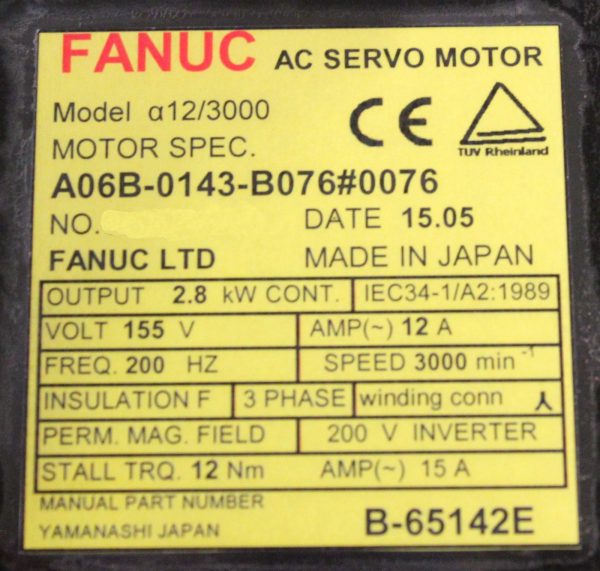 FANUC AC SERVO MOTOR
Model α12/3000
CE
MOTOR SPEC.
TUV Rheinland
A06B-0143-B076#0076
NO. DATE 15.05
FANUC LTD MADE IN JAPAN
OUTPUT 2.8 kW CONT. IEC34-1/A2:1989
VOLT 155 V AMP(~) 12 A
FREQ. 200 HZ SPEED 3000 min⁻¹
INSULATION F 3 PHASE winding conn
PERM. MAG. FIELD 200 V INVERTER
STALL TRQ. 12 Nm AMP(~) 15 A
MANUAL PART NUMBER
YAMANASHI JAPAN B-65142E